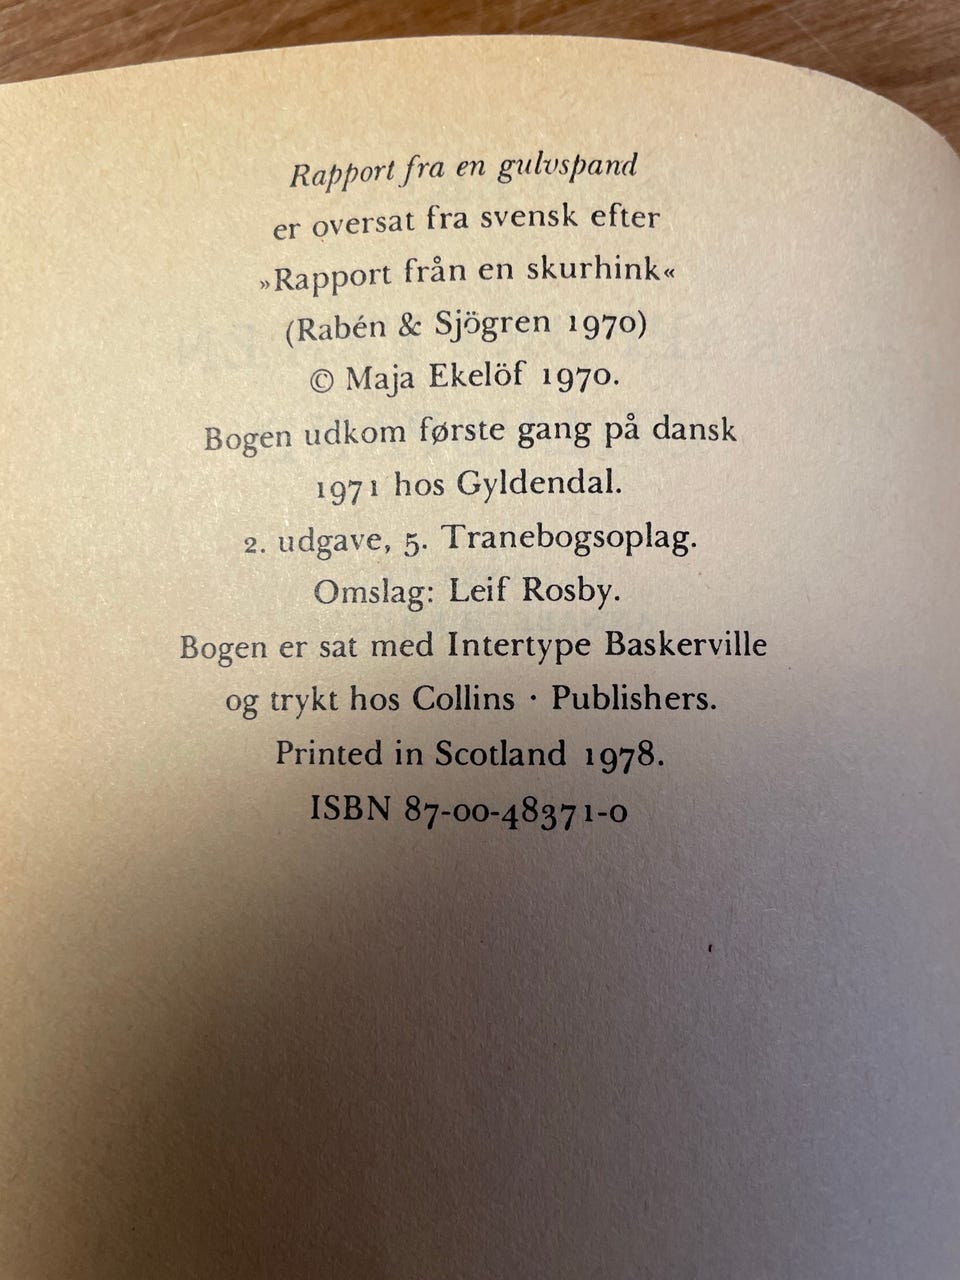 Rapport fra en gulvspand
er oversat fra svensk efter
»Rapport från en skurhink«
(Rabén & Sjögren 1970)
© Maja Ekelöf 1970.
Bogen udkom første gang på dansk
1971 hos Gyldendal.
2. udgave, 5. Tranebogsoplag.
Omslag: Leif Rosby.
Bogen er sat med Intertype Baskerville
og trykt hos Collins · Publishers.
Printed in Scotland 1978.
ISBN 87-00-48371-0